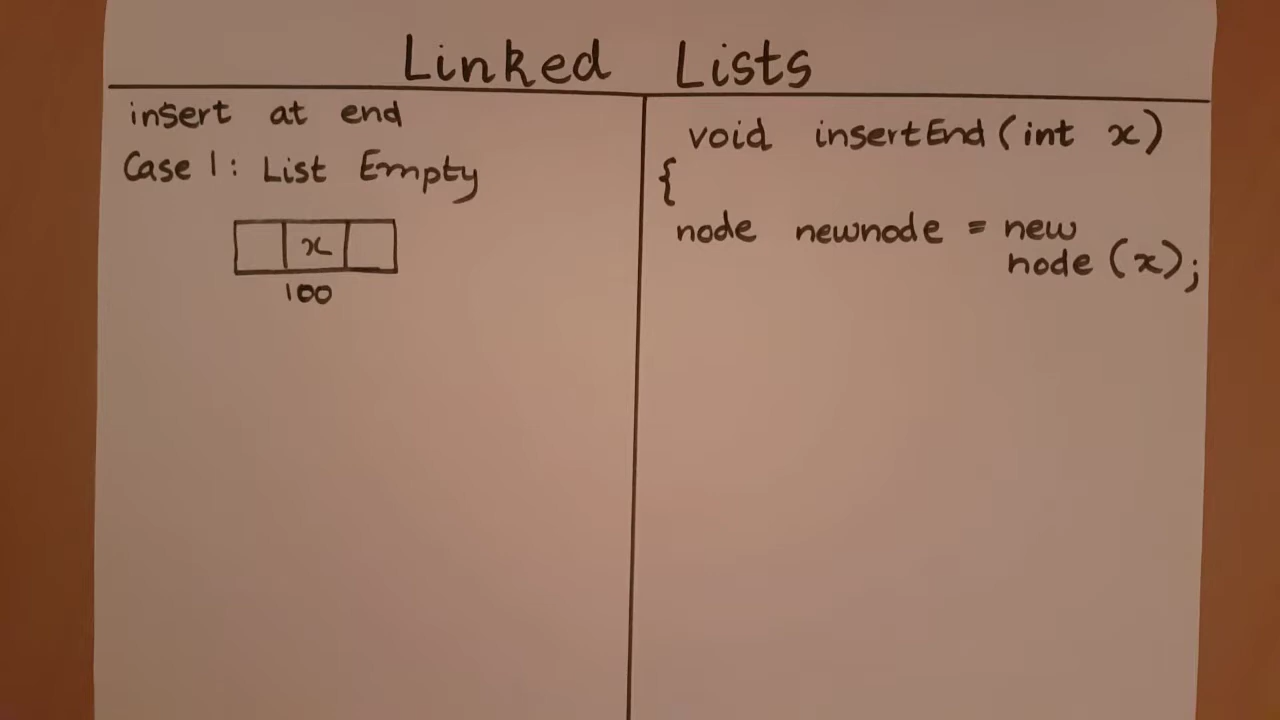 Linked Lists
insert at end
Case 1: List Empty
x
100
void insertEnd(int x)
{
node newnode = new
node (x);